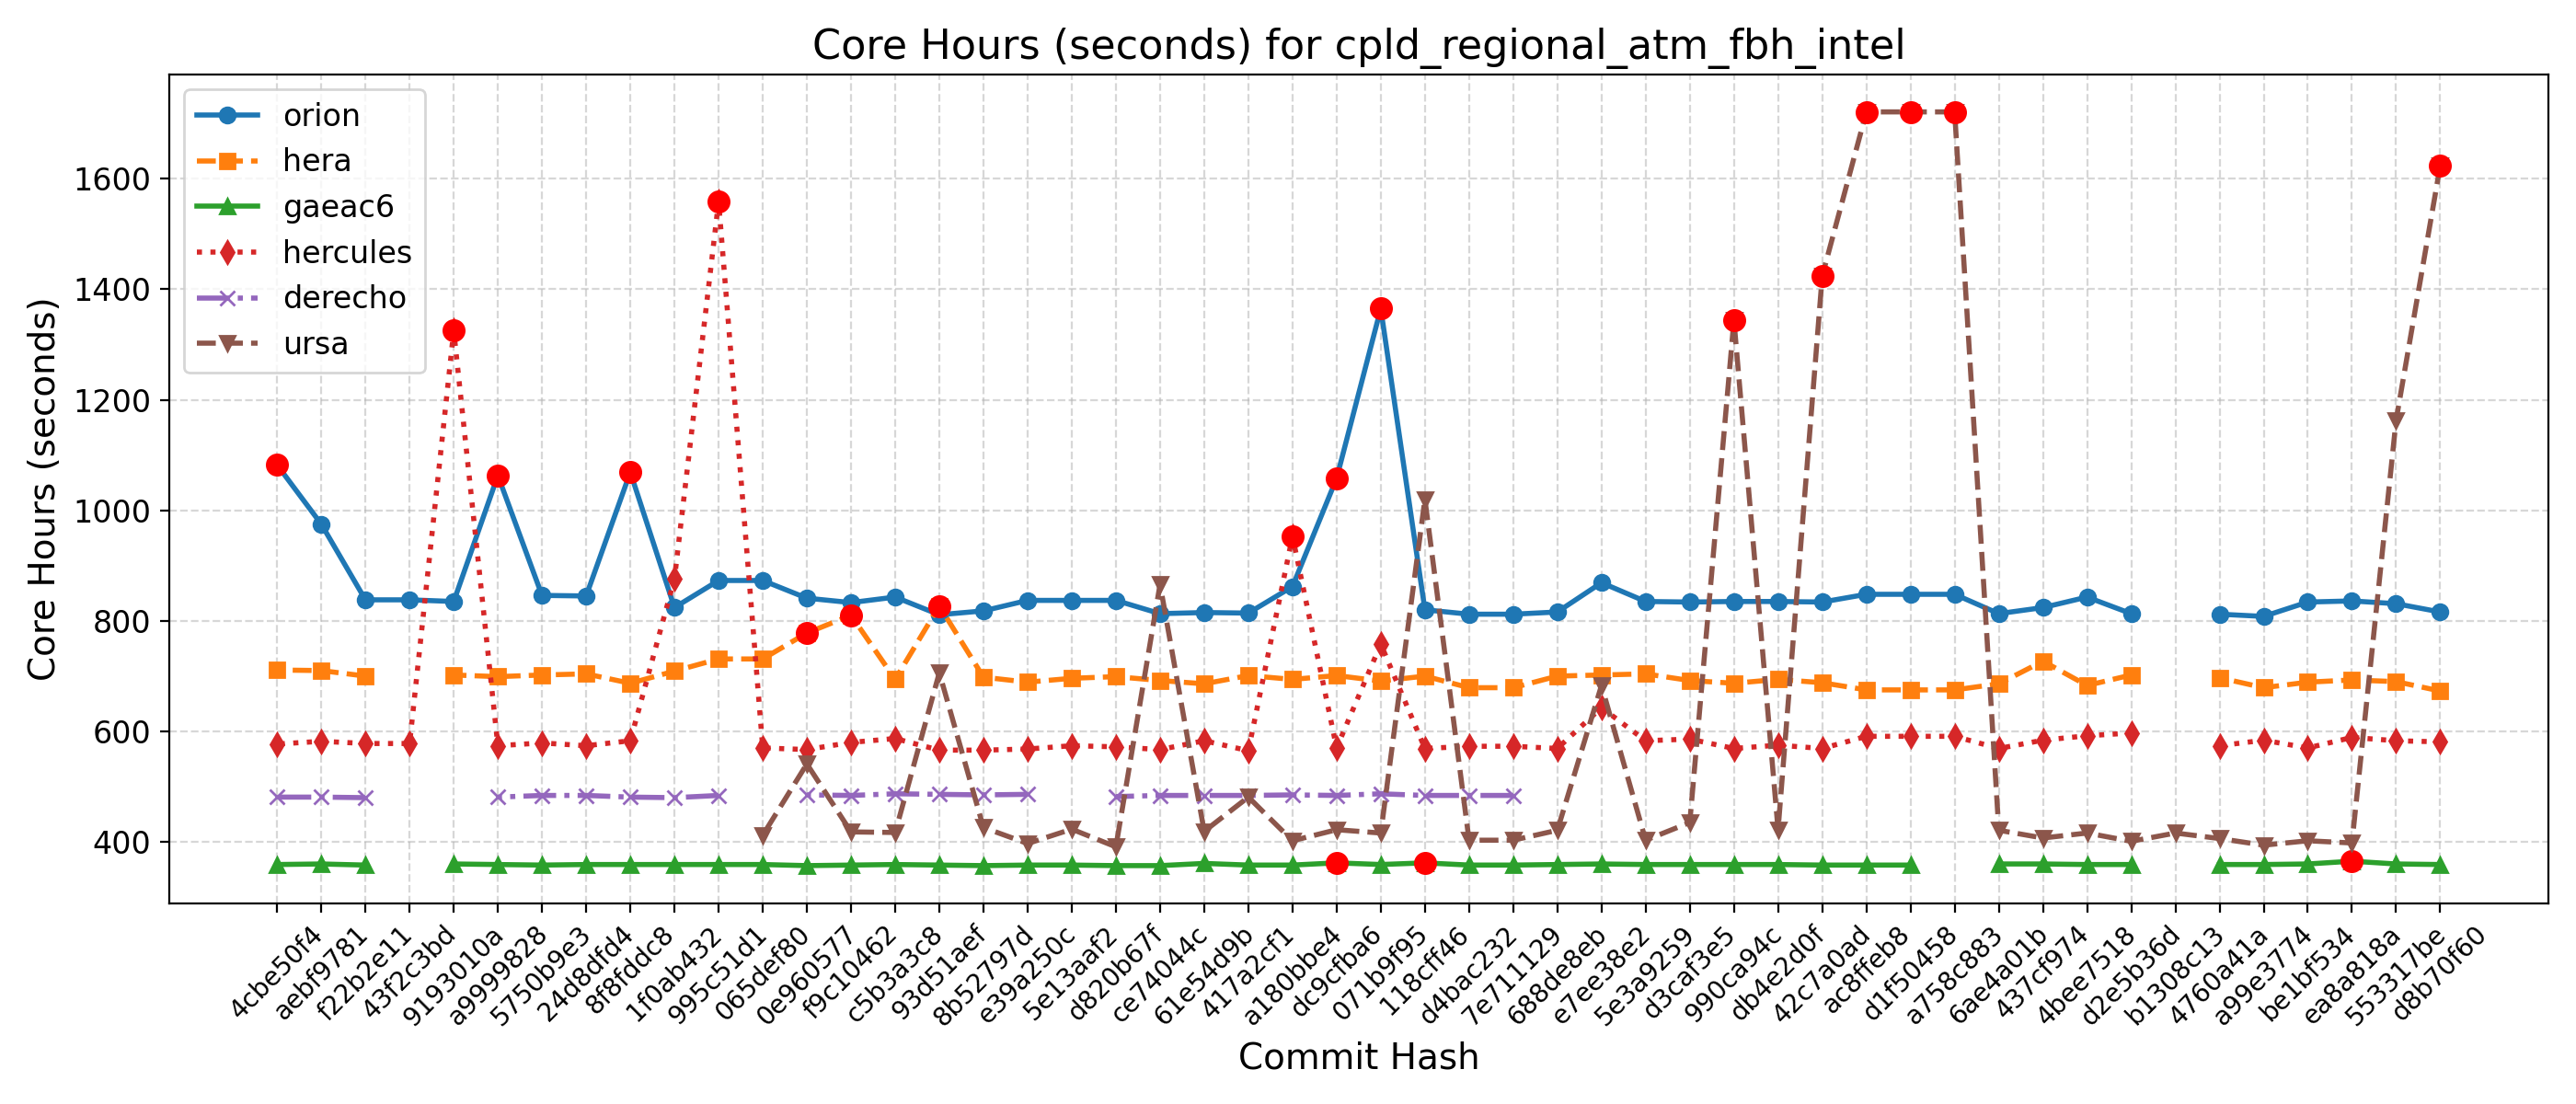 Core Hours (seconds) for cpld_regional_atm_fbh_intel
orion
hera
gaeac6
hercules
derecho
ursa
1600
1400
1200
1000
800
600
400
Core Hours (seconds)
4cbe50f4
aebf9781
f22b2e11
43f2c3bd
9193010a
a9999828
5750b9e3
24d8dfd4
8f8fddc8
1f0ab432
995c51d1
065def80
0e960577
f9c10462
c5b3a3c8
93d51aef
8b52797d
e39a250c
5e13aaf2
d820b67f
ce74044c
61e54d9b
417a2cf1
a180bbe4
dc9cfba6
071b9f95
118cff46
d4bac232
7e711129
688de8eb
e7ee38e2
5e3a9259
d3caf3e5
990ca94c
db4e2d0f
42c7a0ad
ac8ffeb8
d1f50458
a758c883
6ae4a01b
437cf974
4bee7518
d2e5b36d
b1308c13
4760a41a
a99e3774
be1bf534
ea8a818a
553317be
d8b70f60
Commit Hash